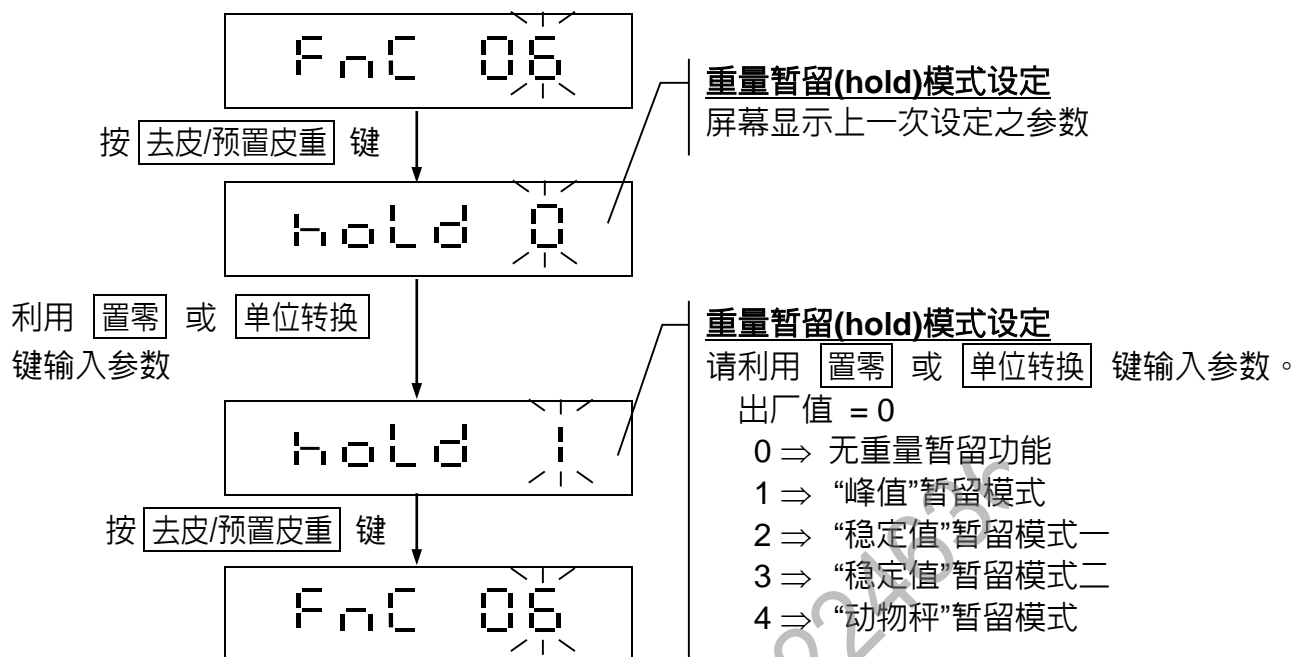 FnC 06
重量暂留(hold)模式设定
屏幕显示上一次设定之参数
按 去皮/预置皮重 键
hoLd 0
利用 置零 或 单位转换
键输入参数
重量暂留(hold)模式设定
请利用 置零 或 单位转换 键输入参数。
出厂值 = 0
0 ⇒ 无重量暂留功能
hoLd 1
1 ⇒ “峰值”暂留模式
2 ⇒ “稳定值”暂留模式一
按 去皮/预置皮重 键
3 ⇒ “稳定值”暂留模式二
4 ⇒ “动物秤”暂留模式
FnC 06